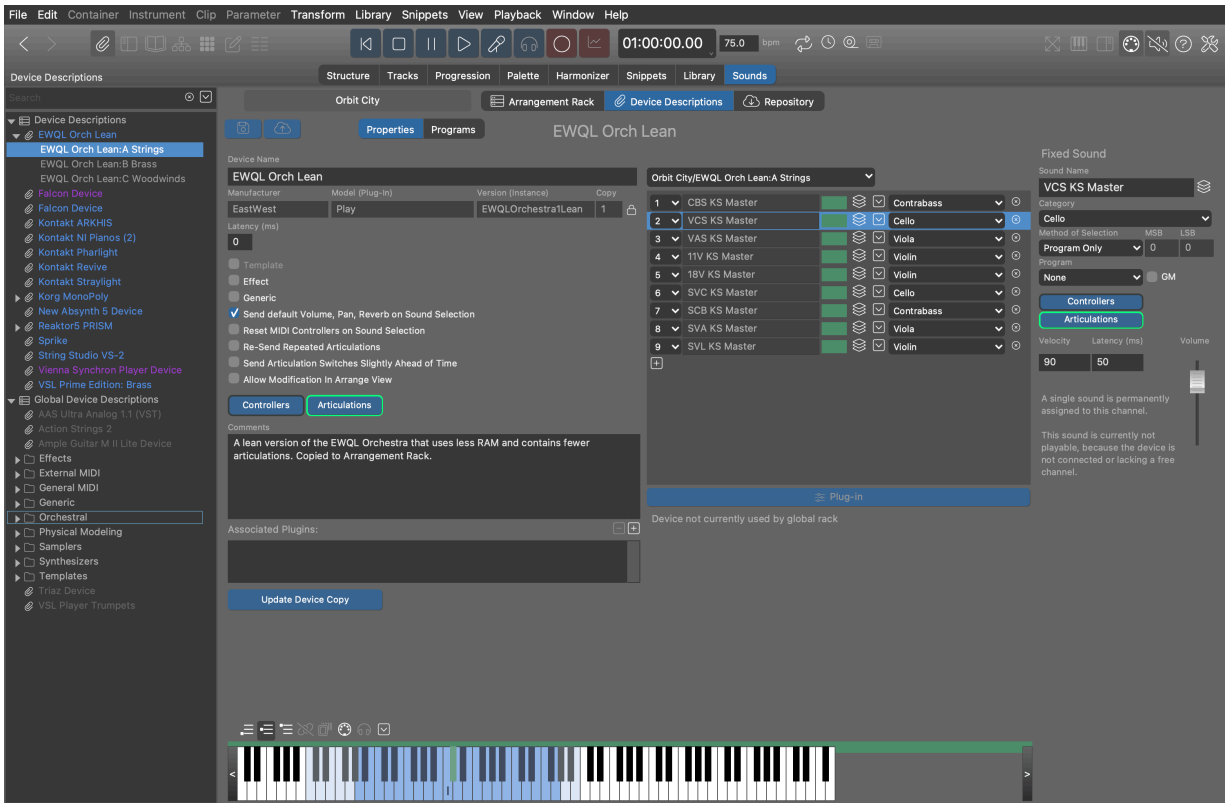 File Edit Container Instrument Clip Parameter Transform Library Snippets View Playback Window Help
01:00:00.00 75.0 bpm
Device Descriptions
Structure Tracks Progression Palette Harmonizer Snippets Library Sounds
Search
Orbit City
Arrangement Rack Device Descriptions Repository
Device Descriptions
EWQL Orch Lean
EWQL Orch Lean:A Strings
EWQL Orch Lean:B Brass
EWQL Orch Lean:C Woodwinds
Falcon Device
Falcon Device
Kontakt ARKHIS
Kontakt NI Pianos (2)
Kontakt Pharlight
Kontakt Revive
Kontakt Straylight
Korg MonoPoly
New Absynth 5 Device
Reaktor5 PRISM
Sprike
String Studio VS-2
Vienna Synchron Player Device
VSL Prime Edition: Brass
Global Device Descriptions
AAS Ultra Analog 1.1 (VST)
Action Strings 2
Ample Guitar M II Lite Device
Effects
External MIDI
General MIDI
Generic
Orchestral
Physical Modeling
Samplers
Synthesizers
Templates
Triaz Device
VSL Player Trumpets
Properties Programs
EWQL Orch Lean
Device Name
EWQL Orch Lean
Manufacturer Model (Plug-In) Version (Instance) Copy
EastWest Play EWQLOrchestra1Lean 1
Latency (ms)
0
Template
Effect
Generic
Send default Volume, Pan, Reverb on Sound Selection
Reset MIDI Controllers on Sound Selection
Re-Send Repeated Articulations
Send Articulation Switches Slightly Ahead of Time
Allow Modification In Arrange View
Controllers Articulations
Comments
A lean version of the EWQL Orchestra that uses less RAM and contains fewer
articulations. Copied to Arrangement Rack.
Associated Plugins:
Update Device Copy
Orbit City/EWQL Orch Lean:A Strings
1 CBS KS Master Contrabass
2 VCS KS Master Cello
3 VAS KS Master Viola
4 11V KS Master Violin
5 18V KS Master Violin
6 SVC KS Master Cello
7 SCB KS Master Contrabass
8 SVA KS Master Viola
9 SVL KS Master Violin
Plug-in
Device not currently used by global rack
Fixed Sound
Sound Name
VCS KS Master
Category
Cello
Method of Selection MSB LSB
Program Only 0 0
Program
None GM
Controllers
Articulations
Velocity Latency (ms) Volume
90 50
A single sound is permanently
assigned to this channel.
This sound is currently not
playable, because the device is
not connected or lacking a free
channel.